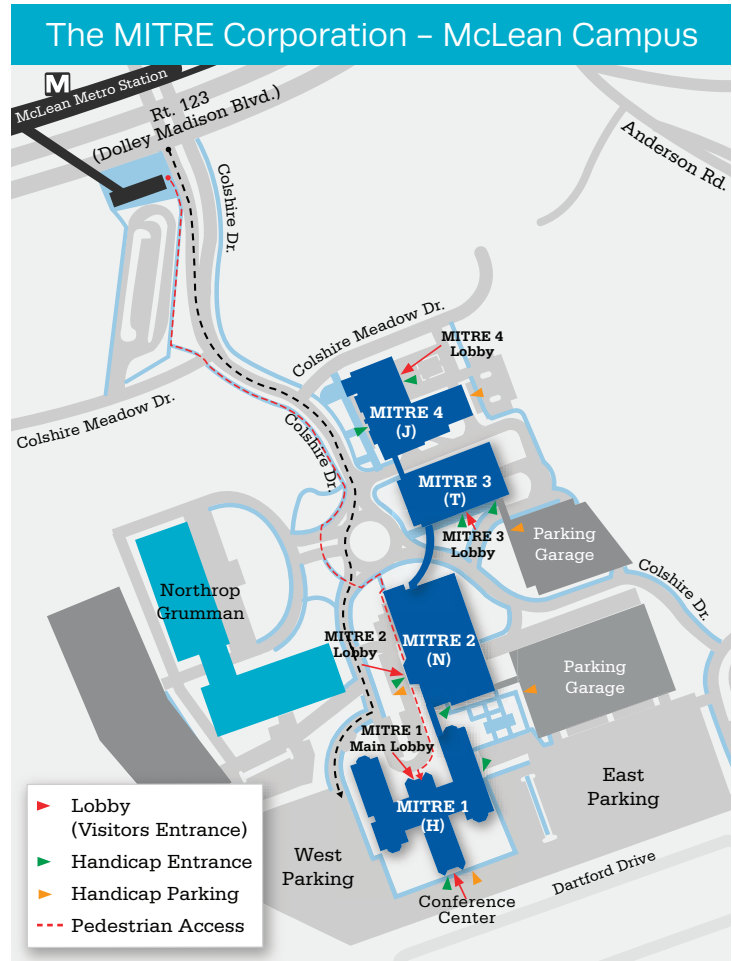 The MITRE Corporation – McLean Campus
M
McLean Metro Station
Rt. 123
(Dolley Madison Blvd.)
Anderson Rd.
Colshire Dr.
Colshire Meadow Dr.
MITRE 4
Lobby
MITRE 4
(J)
Colshire Meadow Dr.
Colshire Dr.
MITRE 3
(T)
MITRE 3
Lobby
Parking
Garage
Colshire Dr.
Northrop
Grumman
MITRE 2
Lobby
MITRE 2
(N)
Parking
Garage
MITRE 1
Main Lobby
MITRE 1
(H)
East
Parking
West
Parking
Dartford Drive
Conference
Center
Lobby
(Visitors Entrance)
Handicap Entrance
Handicap Parking
Pedestrian Access